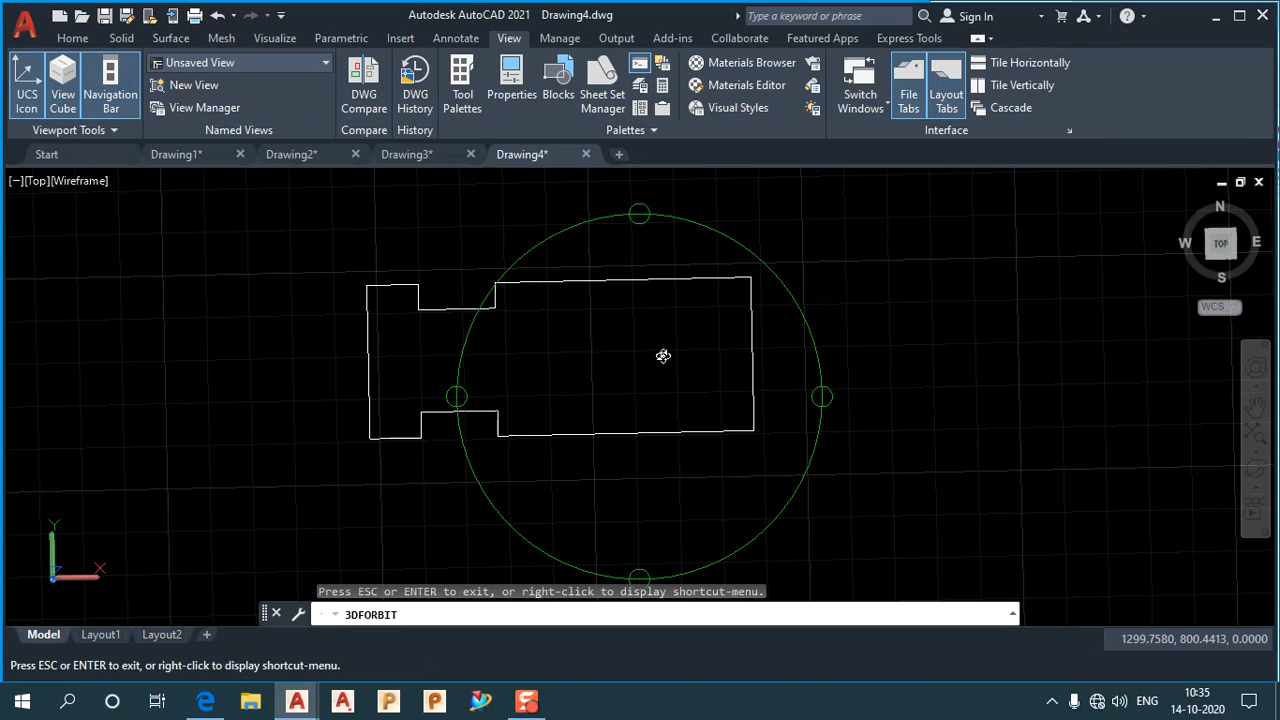 Autodesk AutoCAD 2021 Drawing4.dwg
Type a keyword or phrase
Sign In
Home Solid Surface Mesh Visualize Parametric Insert Annotate View Manage Output Add-ins Collaborate Featured Apps Express Tools
UCS Icon
View Cube
Navigation Bar
Viewport Tools
Unsaved View
New View
View Manager
Named Views
DWG Compare
Compare
DWG History
History
Tool Palettes
Properties
Blocks
Sheet Set Manager
Materials Browser
Materials Editor
Visual Styles
Palettes
Switch Windows
File Tabs
Layout Tabs
Tile Horizontally
Tile Vertically
Cascade
Interface
Start
Drawing1*
Drawing2*
Drawing3*
Drawing4*
[−][Top][Wireframe]
N
W
TOP
E
S
WCS
Y
X
Press ESC or ENTER to exit, or right-click to display shortcut-menu.
3DFORBIT
Model Layout1 Layout2
1299.7580, 800.4413, 0.0000
Press ESC or ENTER to exit, or right-click to display shortcut-menu.
ENG
10:35
14-10-2020